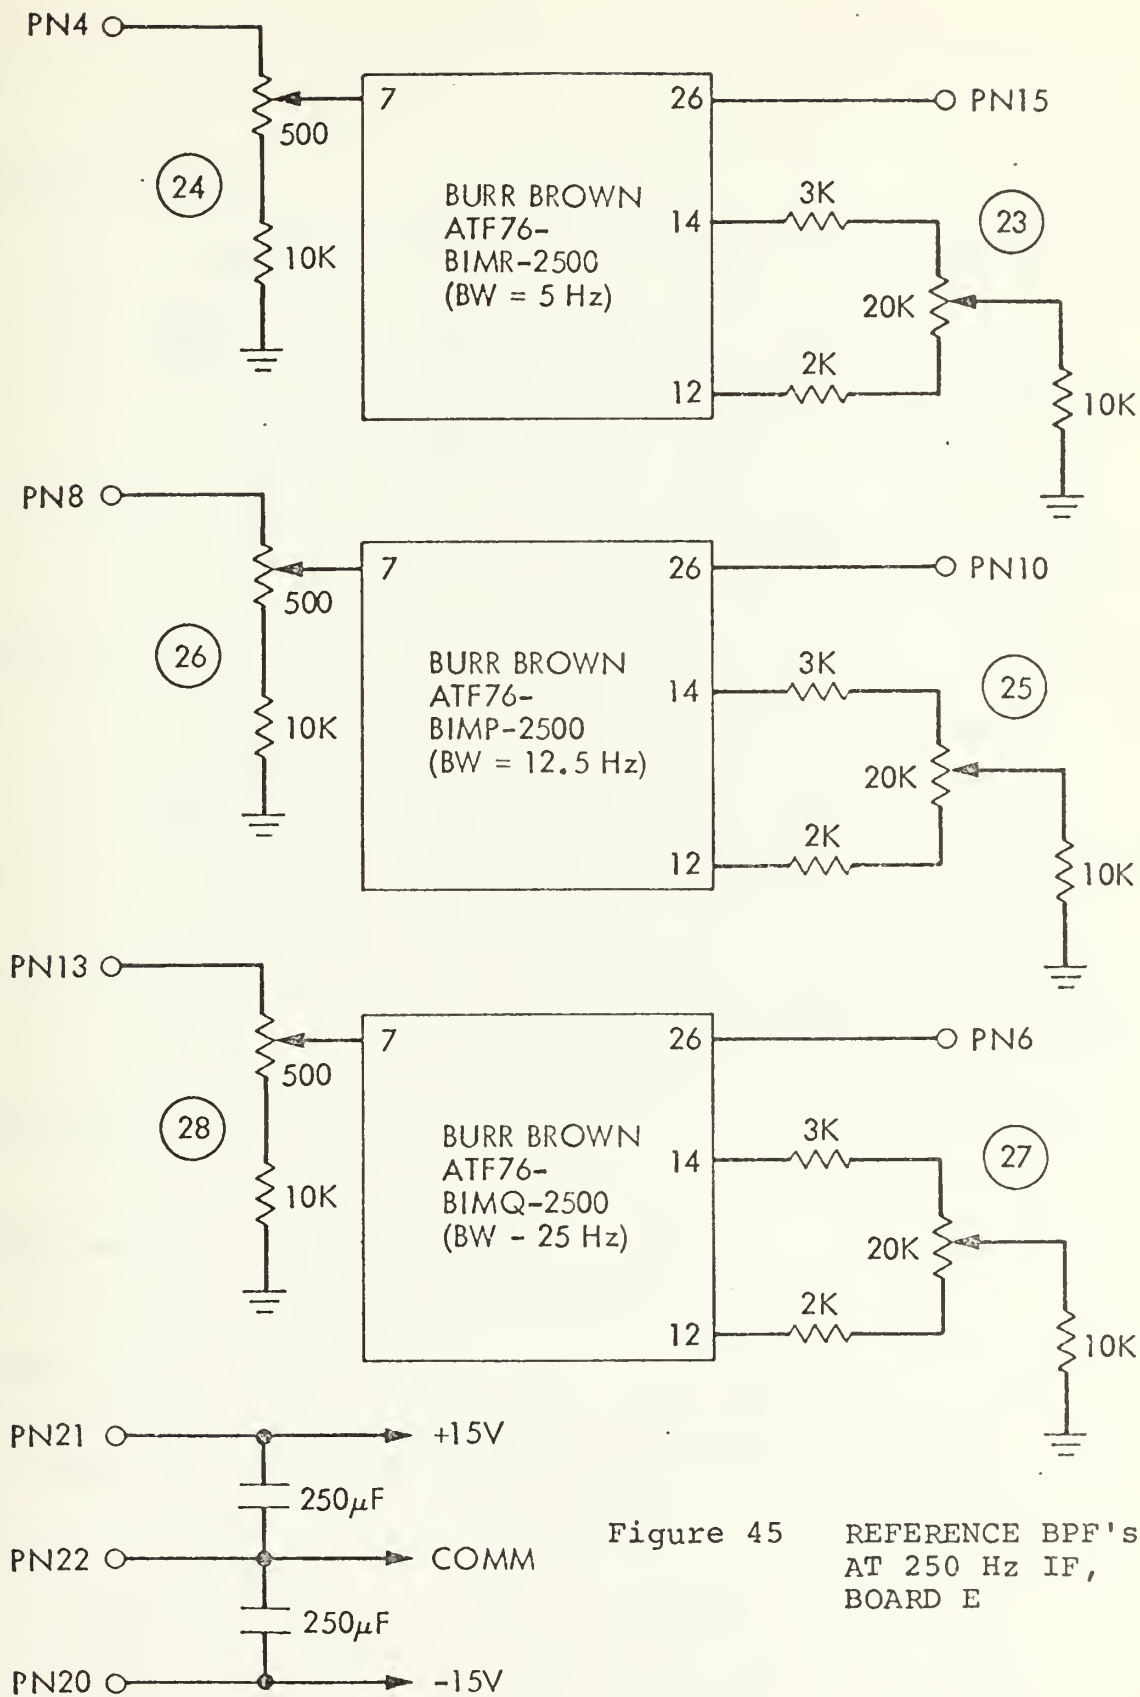 PN4
7
26
PN15
500
24
BURR BROWN
ATF76-
BIMR-2500
(BW = 5 Hz)
14
3K
23
10K
20K
12
2K
10K
PN8
7
26
PN10
500
26
BURR BROWN
ATF76-
BIMP-2500
(BW = 12.5 Hz)
14
3K
25
10K
20K
12
2K
10K
PN13
7
26
PN6
500
28
BURR BROWN
ATF76-
BIMQ-2500
(BW - 25 Hz)
14
3K
27
10K
20K
12
2K
10K
PN21
+15V
250μF
PN22
COMM
250μF
PN20
-15V
Figure 45 REFERENCE BPF's
AT 250 Hz IF,
BOARD E